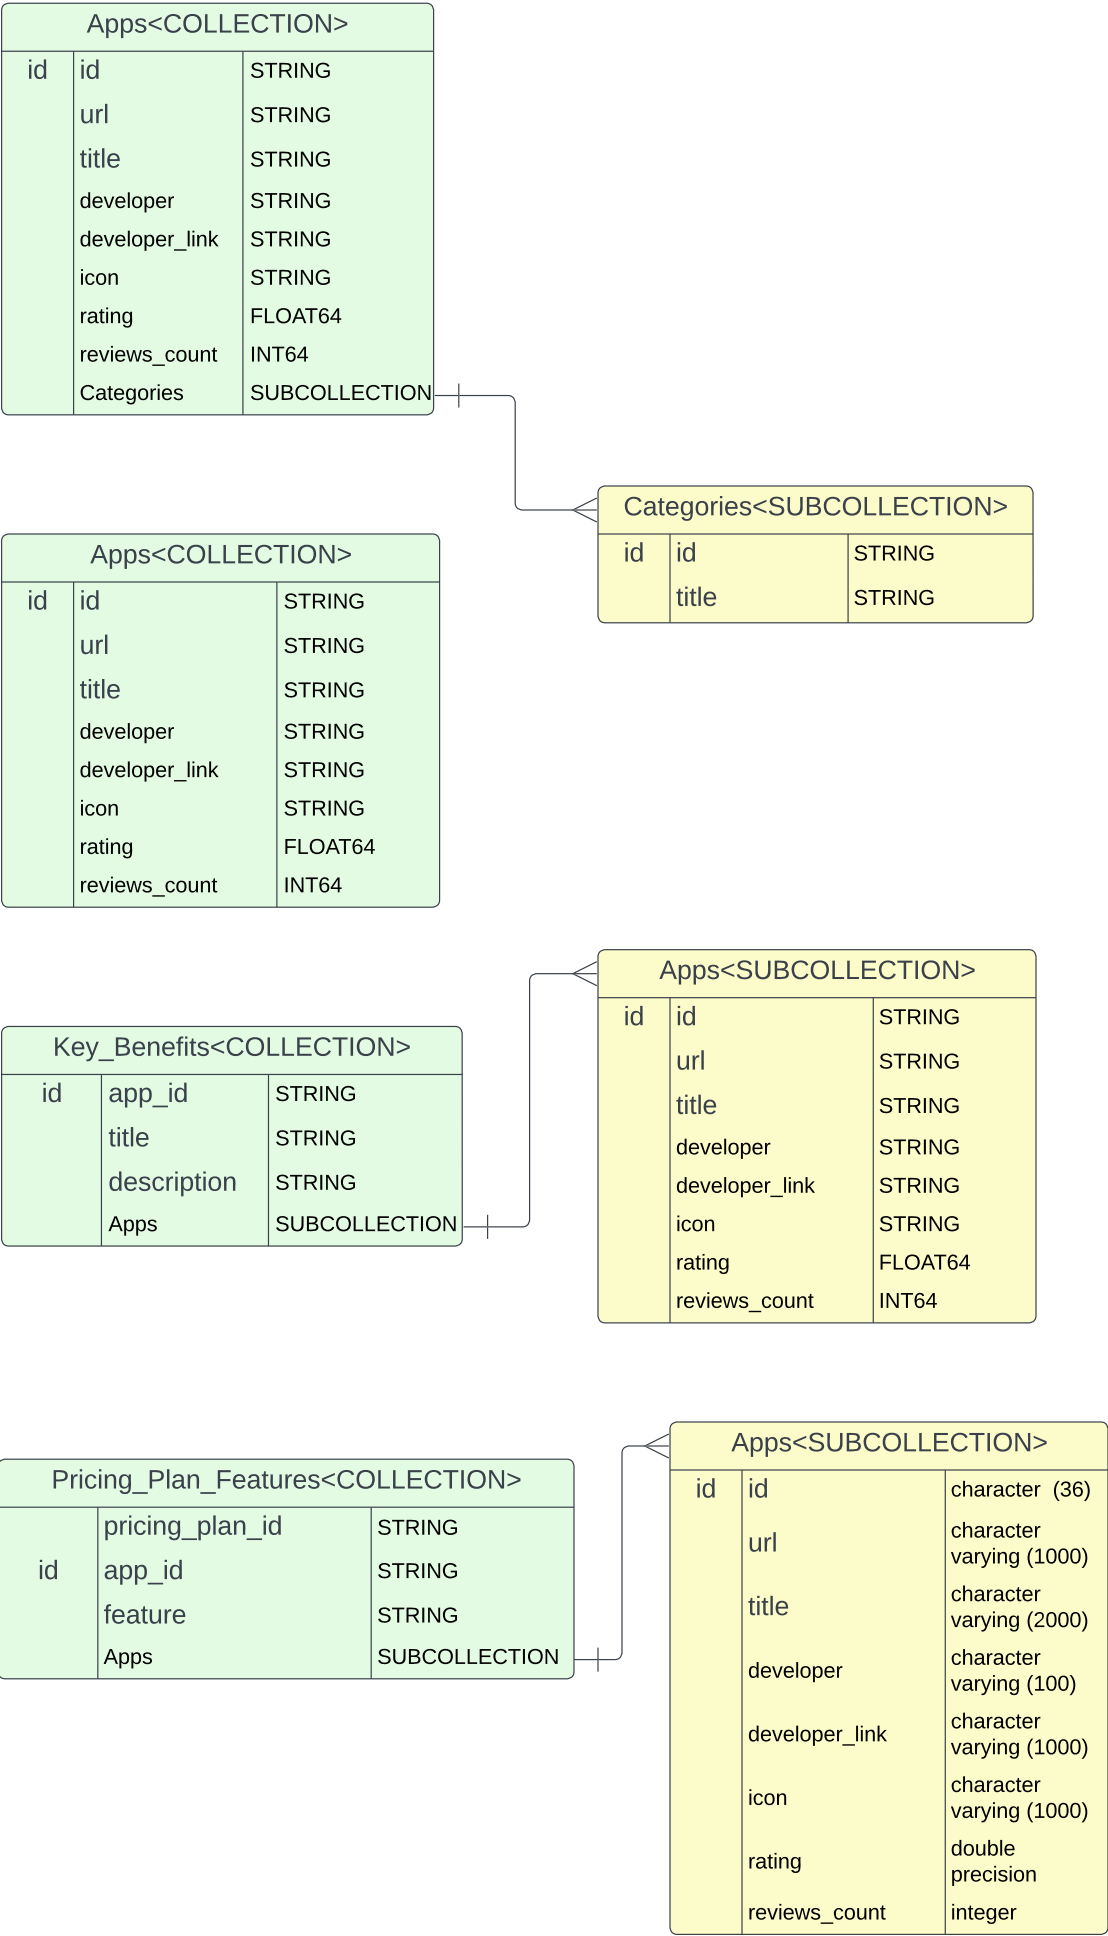 Apps<COLLECTION>
id id STRING
url STRING
title STRING
developer STRING
developer_link STRING
icon STRING
rating FLOAT64
reviews_count INT64
Categories SUBCOLLECTION
Categories<SUBCOLLECTION>
id id STRING
title STRING
Apps<COLLECTION>
id id STRING
url STRING
title STRING
developer STRING
developer_link STRING
icon STRING
rating FLOAT64
reviews_count INT64
Key_Benefits<COLLECTION>
id app_id STRING
title STRING
description STRING
Apps SUBCOLLECTION
Apps<SUBCOLLECTION>
id id STRING
url STRING
title STRING
developer STRING
developer_link STRING
icon STRING
rating FLOAT64
reviews_count INT64
Pricing_Plan_Features<COLLECTION>
pricing_plan_id STRING
id app_id STRING
feature STRING
Apps SUBCOLLECTION
Apps<SUBCOLLECTION>
id id character (36)
url character
varying (1000)
title character
varying (2000)
developer character
varying (100)
developer_link character
varying (1000)
icon character
varying (1000)
rating double
precision
reviews_count integer